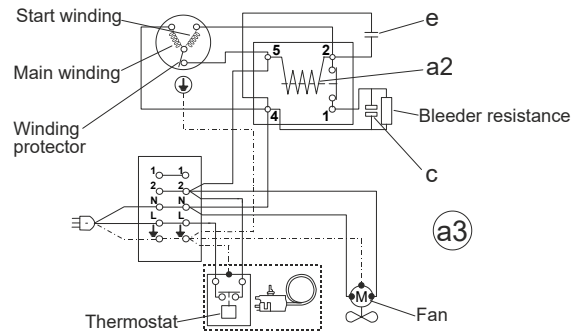 Start winding
e
5 2
a2
Main winding
4 1
Bleeder resistance
Winding
protector
c
1 1
2 2
N N
L L
a3
M
Fan
Thermostat